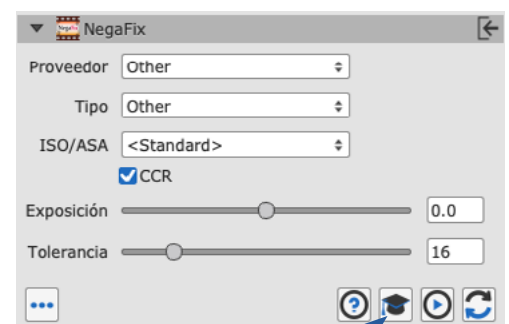 NegaFix
Proveedor Other
Tipo Other
ISO/ASA <Standard>
CCR
Exposición 0.0
Tolerancia 16